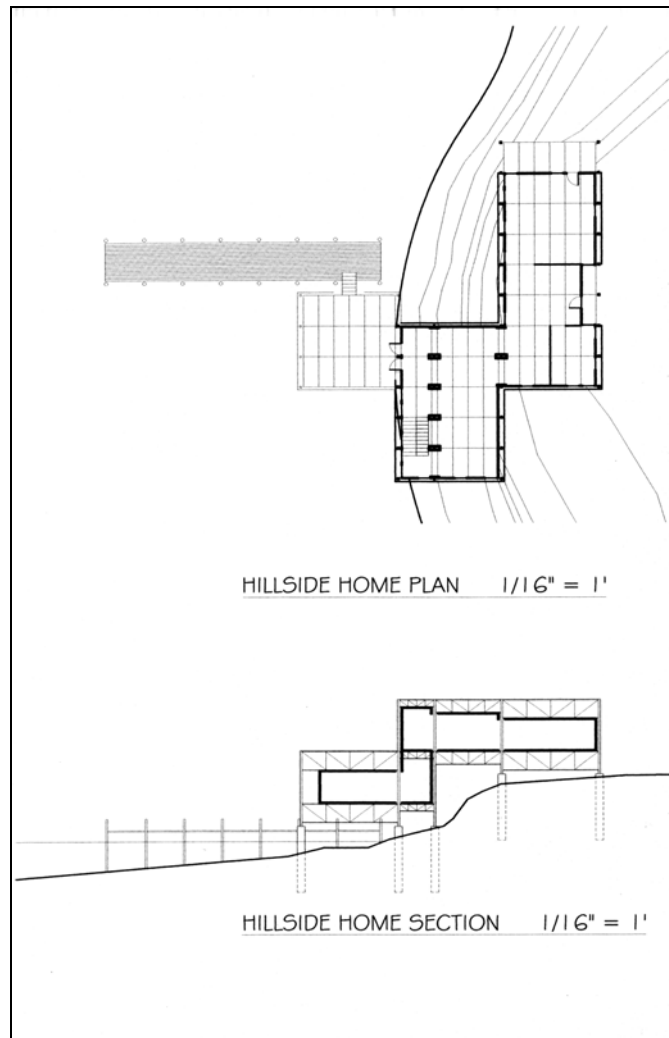 HILLSIDE HOME PLAN 1/16" = 1'
HILLSIDE HOME SECTION 1/16" = 1'